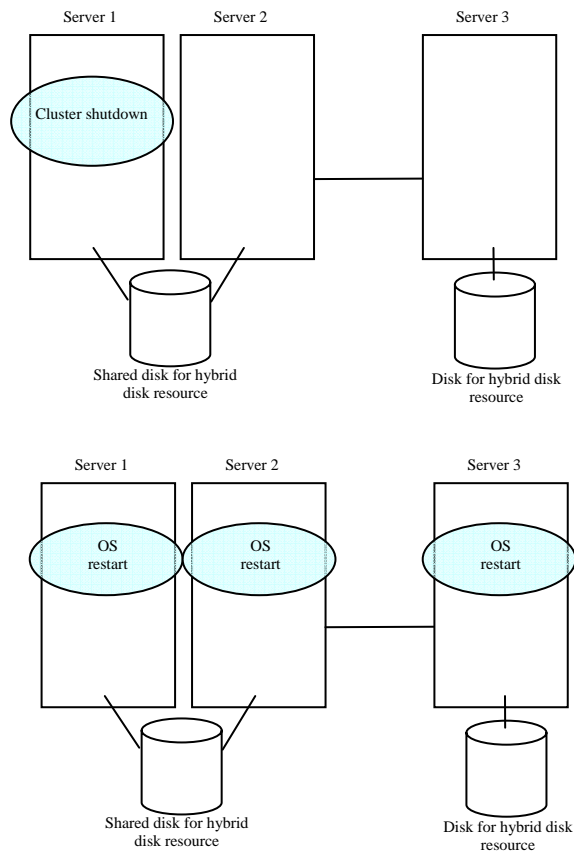 Server 1
Server 2
Server 3
Cluster shutdown
Shared disk for hybrid
disk resource
Disk for hybrid disk
resource
Server 1
Server 2
Server 3
OS
restart
OS
restart
OS
restart
Shared disk for hybrid
disk resource
Disk for hybrid disk
resource